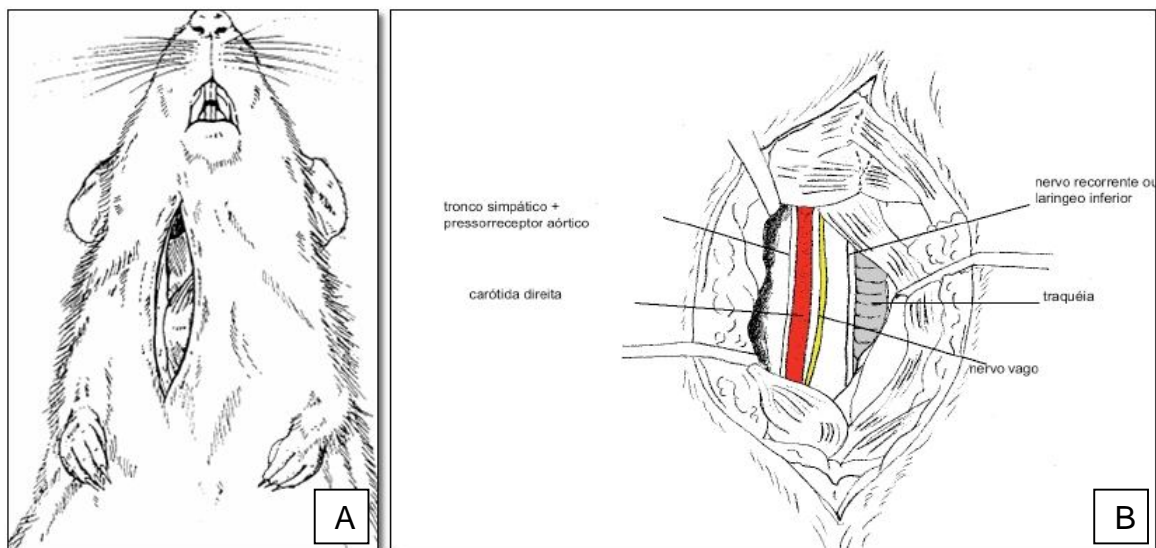 tronco simpático +
pressorreceptor aórtico
carótida direita
nervo recorrente ou
laringeo inferior
traquéia
nervo vago
A
B